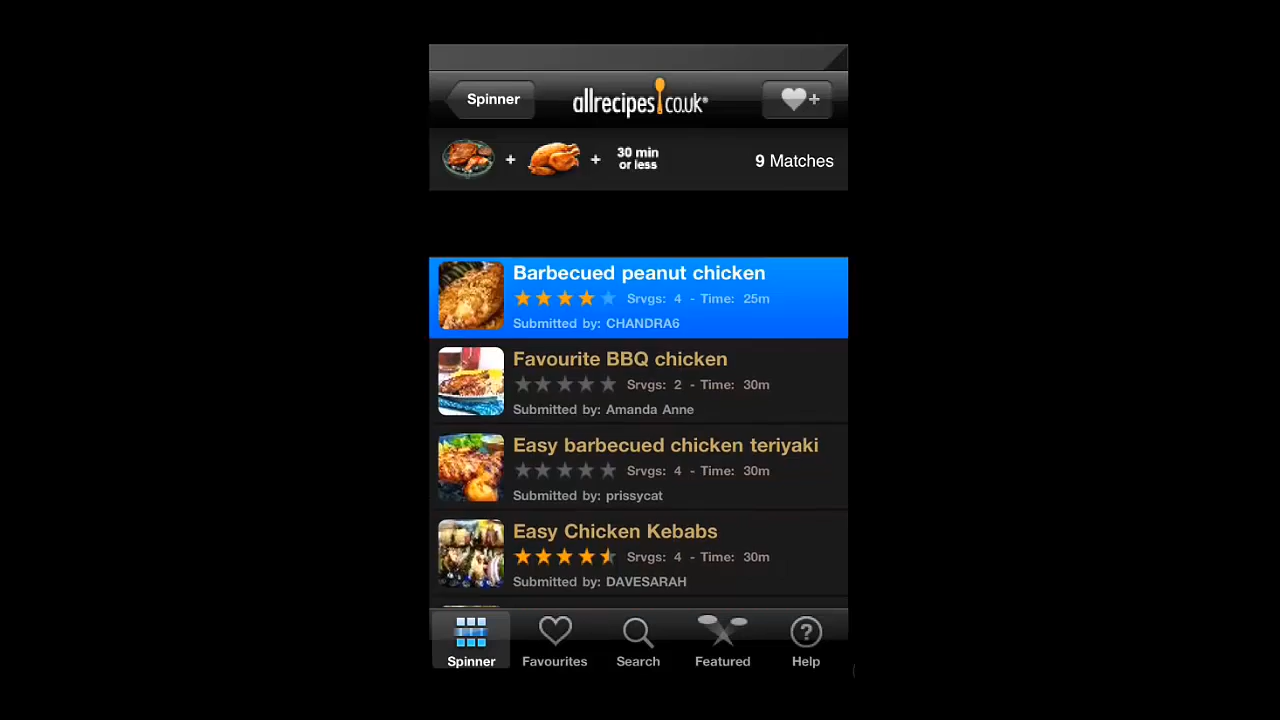 Spinner
allrecipes.co.uk
30 min
or less
+ +
9 Matches
Barbecued peanut chicken
Srvgs: 4 - Time: 25m
Submitted by: CHANDRA6
Favourite BBQ chicken
Srvgs: 2 - Time: 30m
Submitted by: Amanda Anne
Easy barbecued chicken teriyaki
Srvgs: 4 - Time: 30m
Submitted by: prissycat
Easy Chicken Kebabs
Srvgs: 4 - Time: 30m
Submitted by: DAVESARAH
Spinner Favourites Search Featured Help